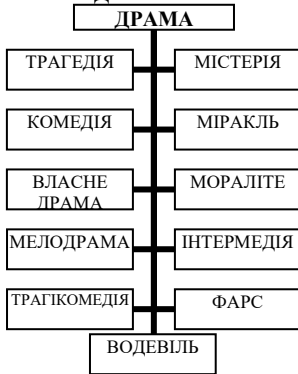 ДРАМА
ТРАГЕДІЯ
МІСТЕРІЯ
КОМЕДІЯ
МІРАКЛЬ
ВЛАСНЕ
ДРАМА
МОРАЛІТЕ
МЕЛОДРАМА
ІНТЕРМЕДІЯ
ТРАГІКОМЕДІЯ
ФАРС
ВОДЕВІЛЬ